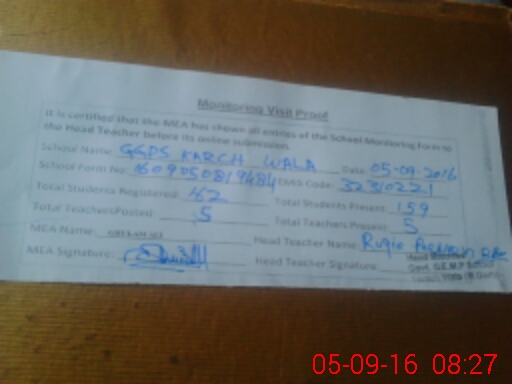 Monitoring Visit Proof
It is certified that the MEA has shown all entries of the School Monitoring Form to
the Head Teacher before its online submission.
School Name: GGPS KARCH WALA Date: 05-09-2016
School Form No: 1609050819484 EMIS Code: 32310221
Total Students Registered: 162 Total Students Present: 159
Total Teachers Posted: 5 Total Teachers Present: 5
MEA Name: Head Teacher Name: Ruqia
MEA Signature: Head Teacher Signature:
05-09-16 08:27